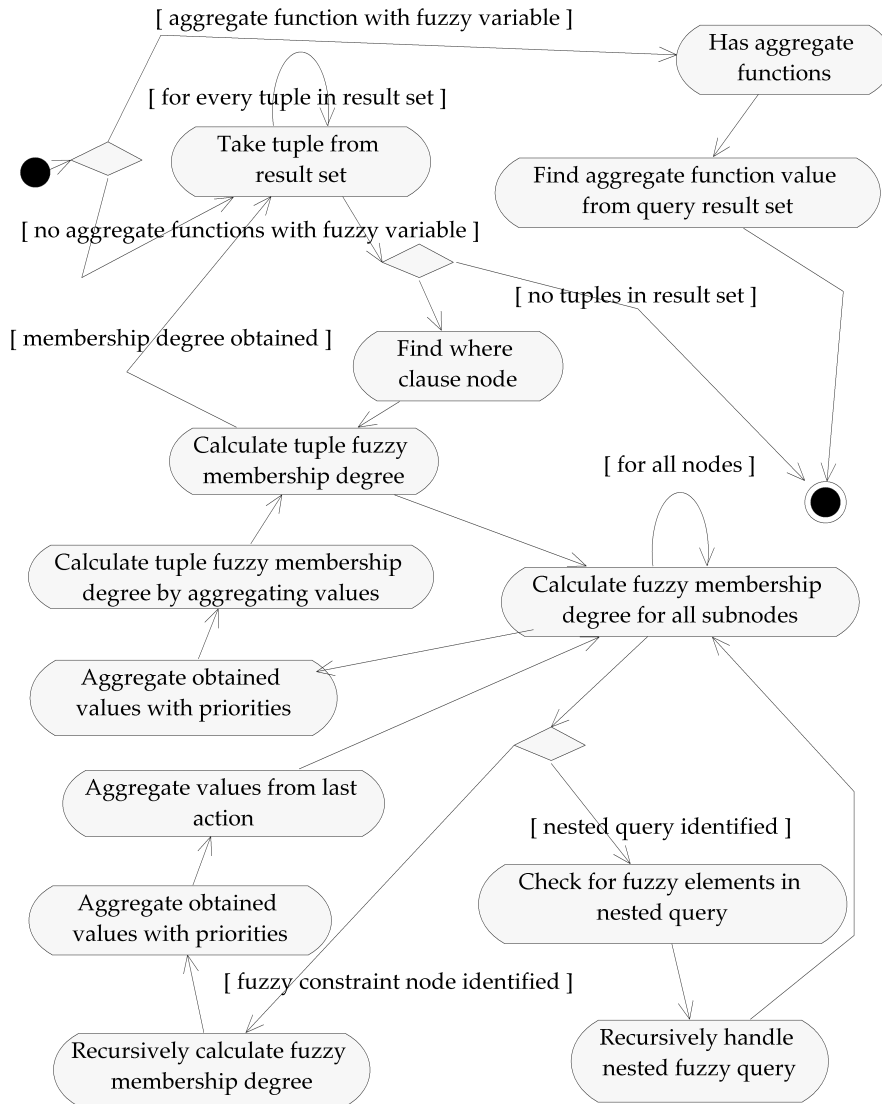 [ aggregate function with fuzzy variable ]
Has aggregate
functions
[ for every tuple in result set ]
Take tuple from
result set
Find aggregate function value
from query result set
[ no aggregate functions with fuzzy variable ]
[ no tuples in result set ]
[ membership degree obtained ]
Find where
clause node
Calculate tuple fuzzy
membership degree
[ for all nodes ]
Calculate tuple fuzzy membership
degree by aggregating values
Calculate fuzzy membership
degree for all subnodes
Aggregate obtained
values with priorities
Aggregate values from last
action
[ nested query identified ]
Check for fuzzy elements in
nested query
Aggregate obtained
values with priorities
[ fuzzy constraint node identified ]
Recursively calculate fuzzy
membership degree
Recursively handle
nested fuzzy query